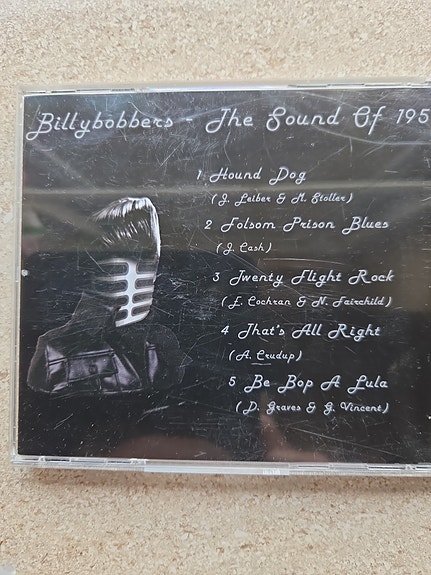 Billybobbers - The Sound Of 195
1 Hound Dog
(J. Leiber & M. Stoller)
2 Folsom Prison Blues
(J. Cash)
3 Twenty Flight Rock
(E. Cochran & N. Fairchild)
4 That's All Right
(A. Crudup)
5 Be Bop A Lula
(D. Graves & G. Vincent)